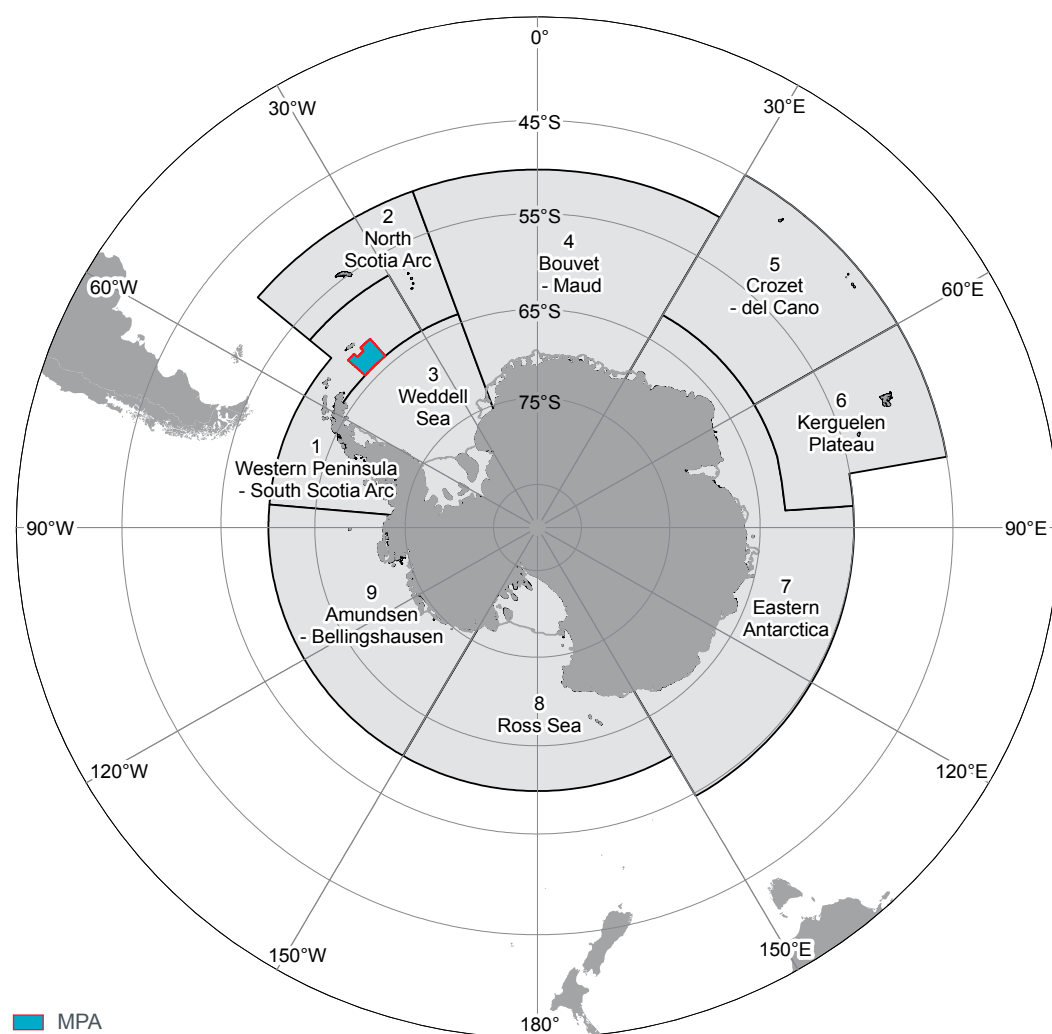 0°
30°W
30°E
45°S
2
North
Scotia Arc
55°S
4
Bouvet
- Maud
5
Crozet
- del Cano
60°W
60°E
65°S
3
Weddell
Sea
75°S
6
Kerguelen
Plateau
1
Western Peninsula
- South Scotia Arc
90°W
90°E
9
Amundsen
- Bellingshausen
7
Eastern
Antarctica
8
Ross Sea
120°W
120°E
150°W
150°E
180°
MPA